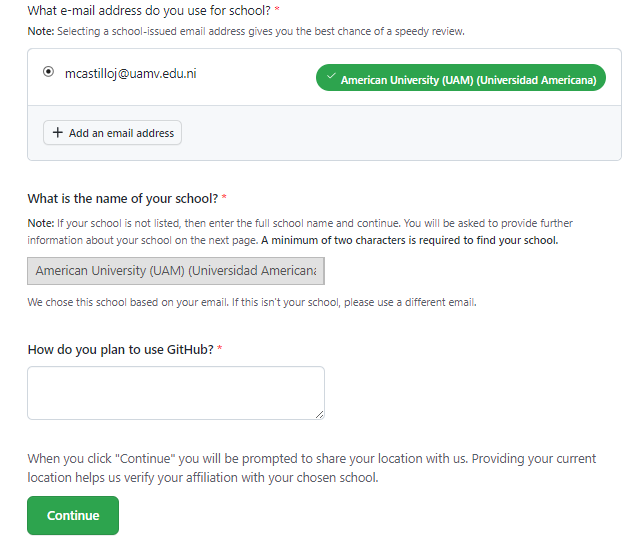 What e-mail address do you use for school? *
Note: Selecting a school-issued email address gives you the best chance of a speedy review.
mcastilloj@uamv.edu.ni
American University (UAM) (Universidad Americana)
+ Add an email address
What is the name of your school? *
Note: If your school is not listed, then enter the full school name and continue. You will be asked to provide further
information about your school on the next page. A minimum of two characters is required to find your school.
American University (UAM) (Universidad Americana
We chose this school based on your email. If this isn't your school, please use a different email.
How do you plan to use GitHub? *
When you click "Continue" you will be prompted to share your location with us. Providing your current
location helps us verify your affiliation with your chosen school.
Continue